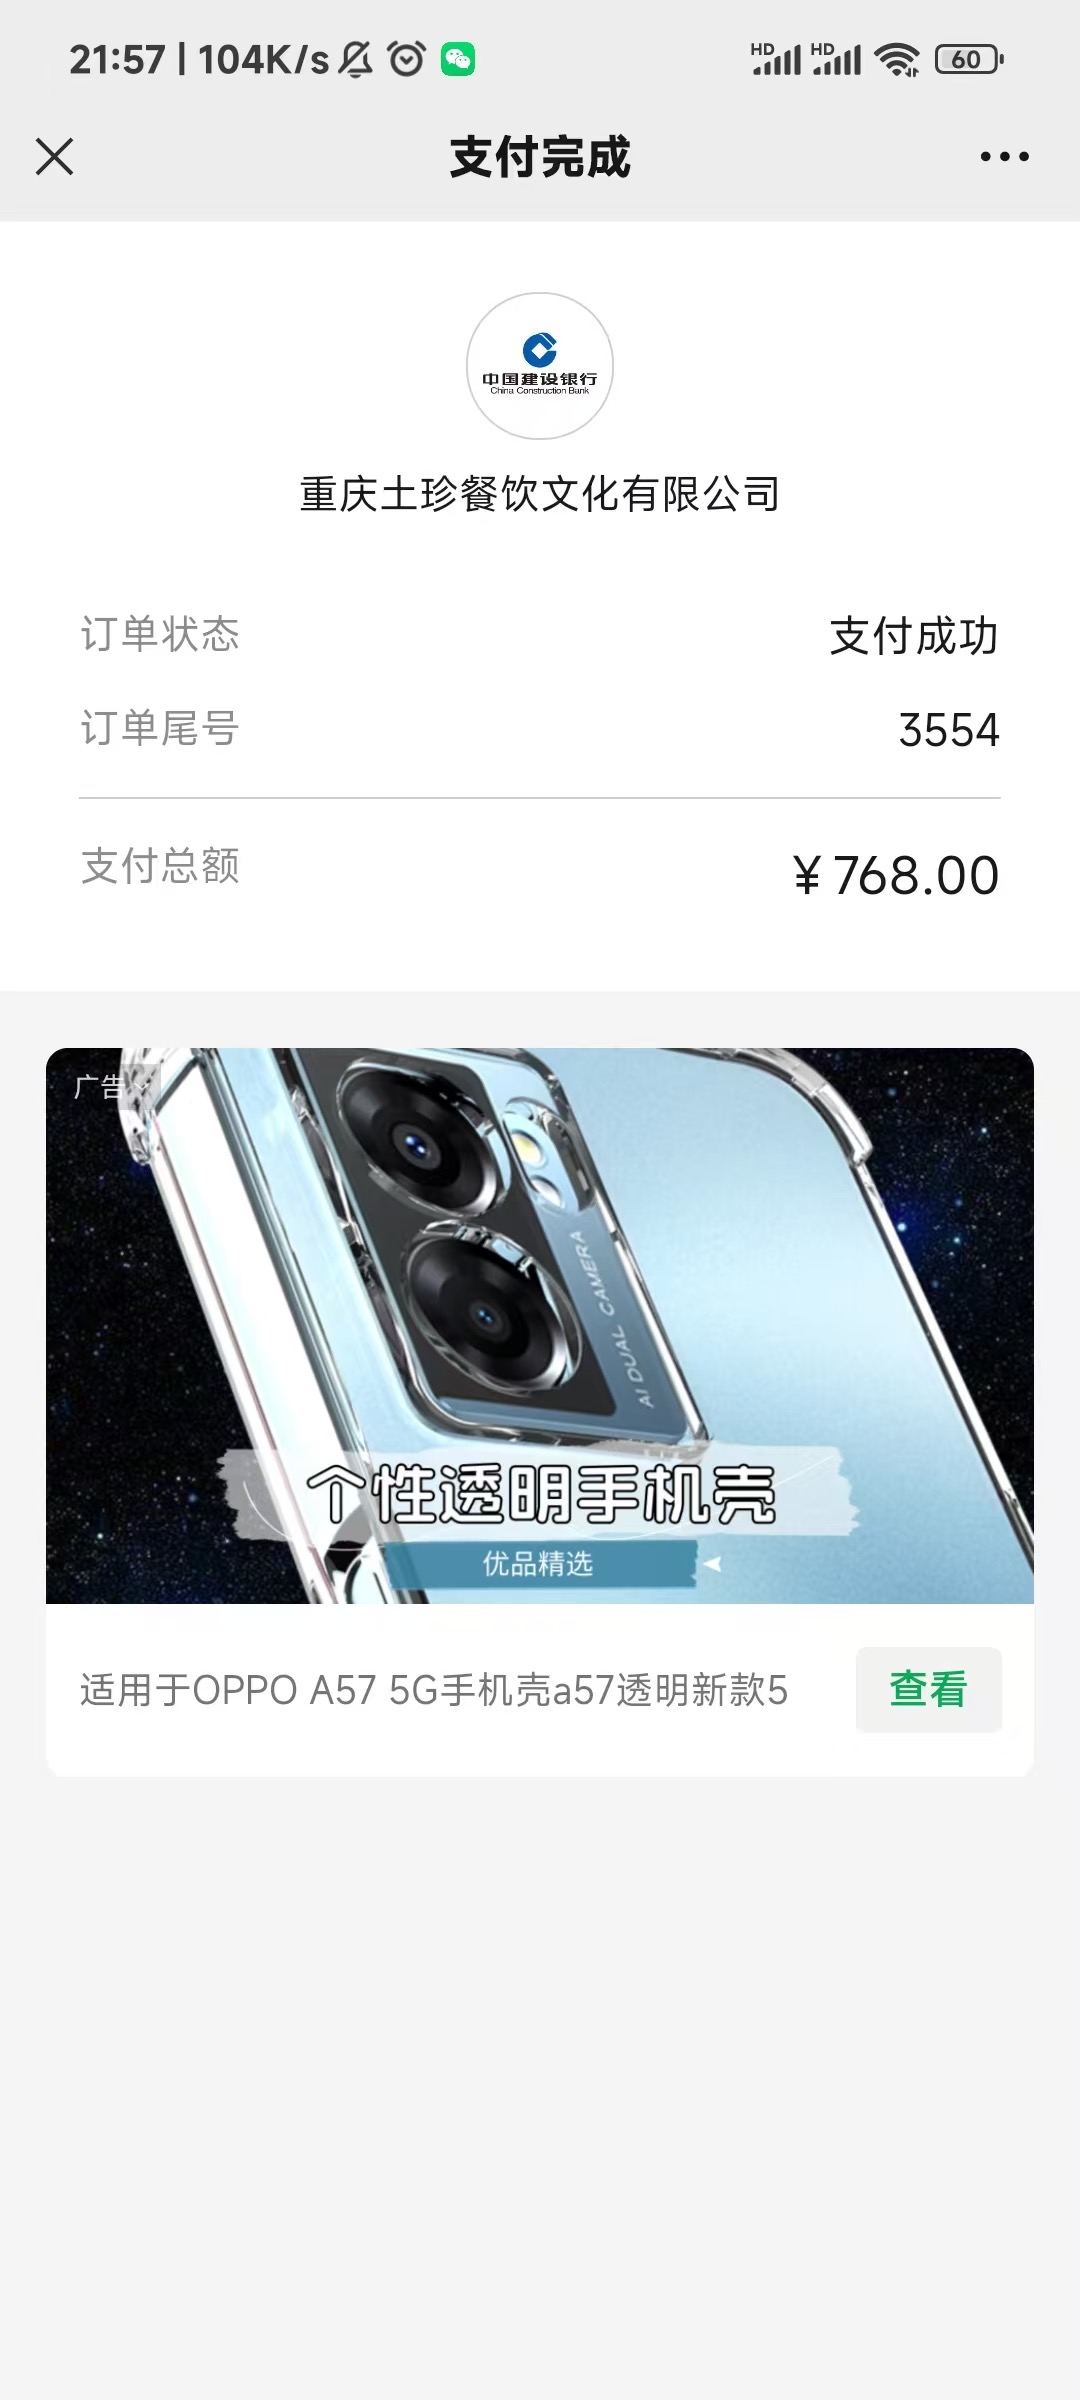 21:57 | 104K/s
HD HD 60
支付完成
中国建设银行
China Construction Bank
重庆土珍餐饮文化有限公司
订单状态 支付成功
订单尾号 3554
支付总额 ¥768.00
广告
AI DUAL CAMERA
个性透明手机壳
优品精选
适用于OPPO A57 5G手机壳a57透明新款5
查看